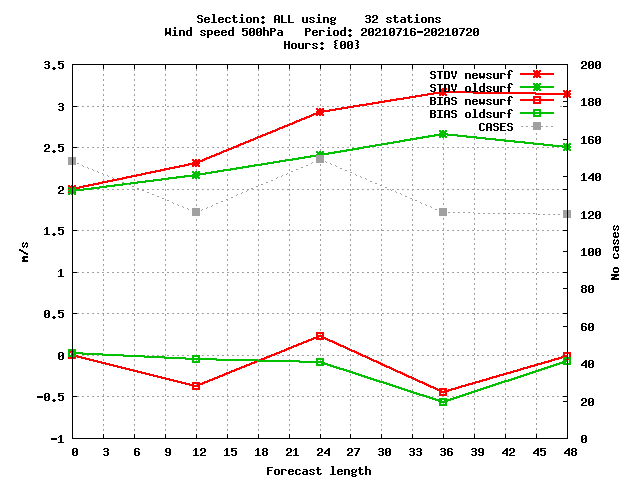 Selection: ALL using    32 stations
Wind speed 500hPa   Period: 20210716-20210720
Hours: {00}
3.5
3
2.5
2
1.5
1
0.5
0
-0.5
-1
m/s
STDV newsurf
STDV oldsurf
BIAS newsurf
BIAS oldsurf
CASES
200
180
160
140
120
100
80
60
40
20
0
No cases
0 3 6 9 12 15 18 21 24 27 30 33 36 39 42 45 48
Forecast length